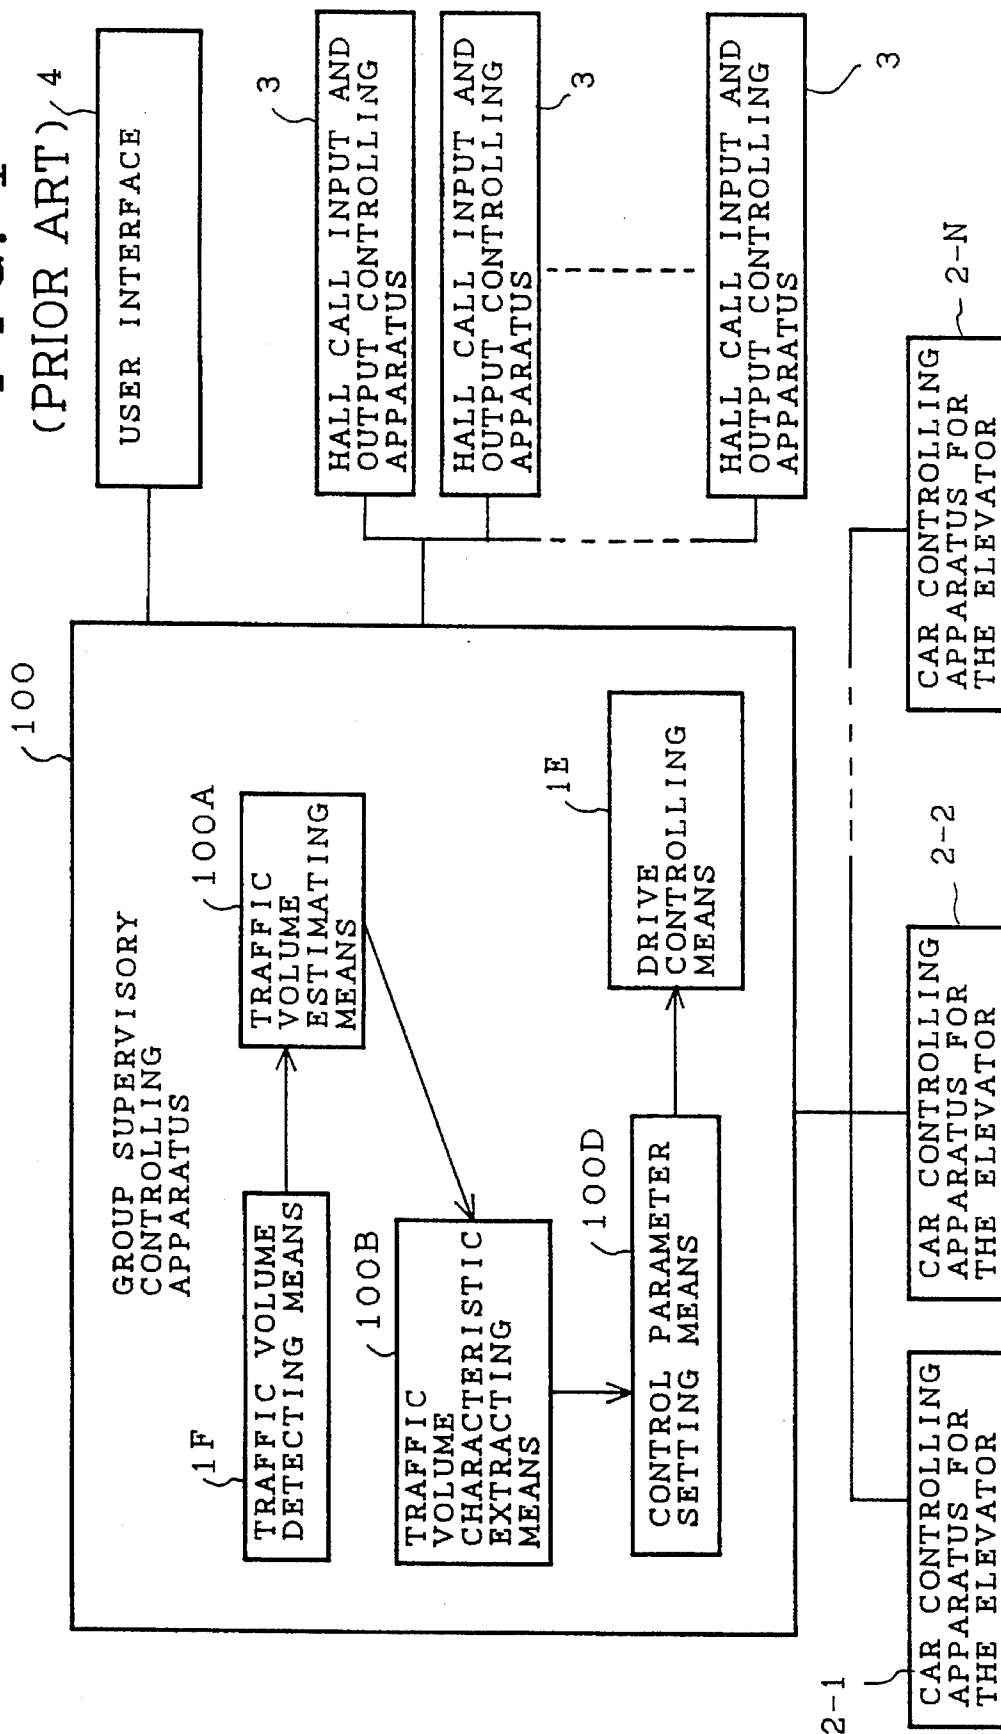 (PRIOR ART)
4
USER INTERFACE
3
HALL CALL INPUT AND
OUTPUT CONTROLLING
APPARATUS
3
HALL CALL INPUT AND
OUTPUT CONTROLLING
APPARATUS
3
HALL CALL INPUT AND
OUTPUT CONTROLLING
APPARATUS
100
GROUP SUPERVISORY
CONTROLLING
APPARATUS
1F
TRAFFIC VOLUME
DETECTING MEANS
100A
TRAFFIC
VOLUME
ESTIMATING
MEANS
100B
TRAFFIC
VOLUME
CHARACTERISTIC
EXTRACTING
MEANS
100D
CONTROL PARAMETER
SETTING MEANS
1E
DRIVE
CONTROLLING
MEANS
2-1
CAR CONTROLLING
APPARATUS FOR
THE ELEVATOR
2-2
CAR CONTROLLING
APPARATUS FOR
THE ELEVATOR
2-N
CAR CONTROLLING
APPARATUS FOR
THE ELEVATOR